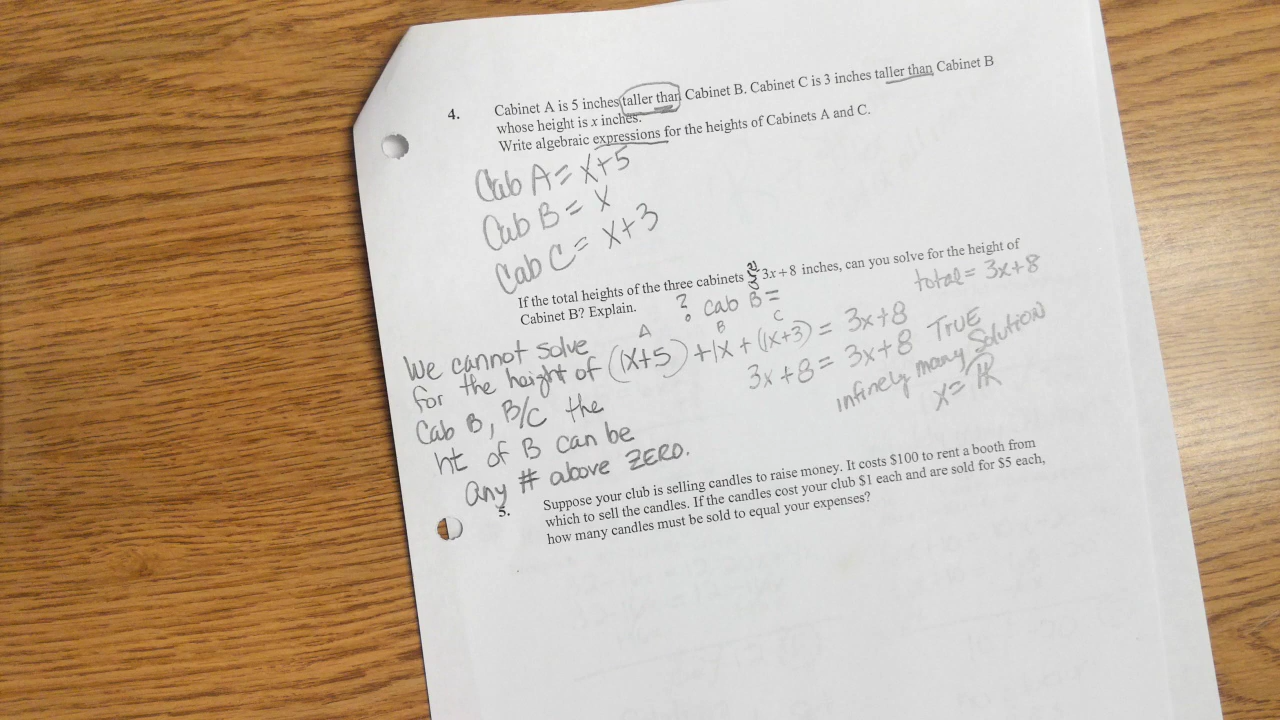 4. Cabinet A is 5 inches taller than Cabinet B. Cabinet C is 3 inches taller than Cabinet B
whose height is x inches.
Write algebraic expressions for the heights of Cabinets A and C.
Cab A = x+5
Cab B = x
Cab C = x+3
If the total heights of the three cabinets 3x+8 inches, can you solve for the height of
Cabinet B? Explain. ? Cab B =
total = 3x+8
A B C
(1x+5) + 1x + (1x+3) = 3x+8
3x+8 = 3x+8 TRUE
infinely many Solution
x = ℝ
We cannot solve
for the height of
Cab B, B/C the
ht of B can be
any # above ZERO.
5. Suppose your club is selling candles to raise money. It costs $100 to rent a booth from
which to sell the candles. If the candles cost your club $1 each and are sold for $5 each,
how many candles must be sold to equal your expenses?